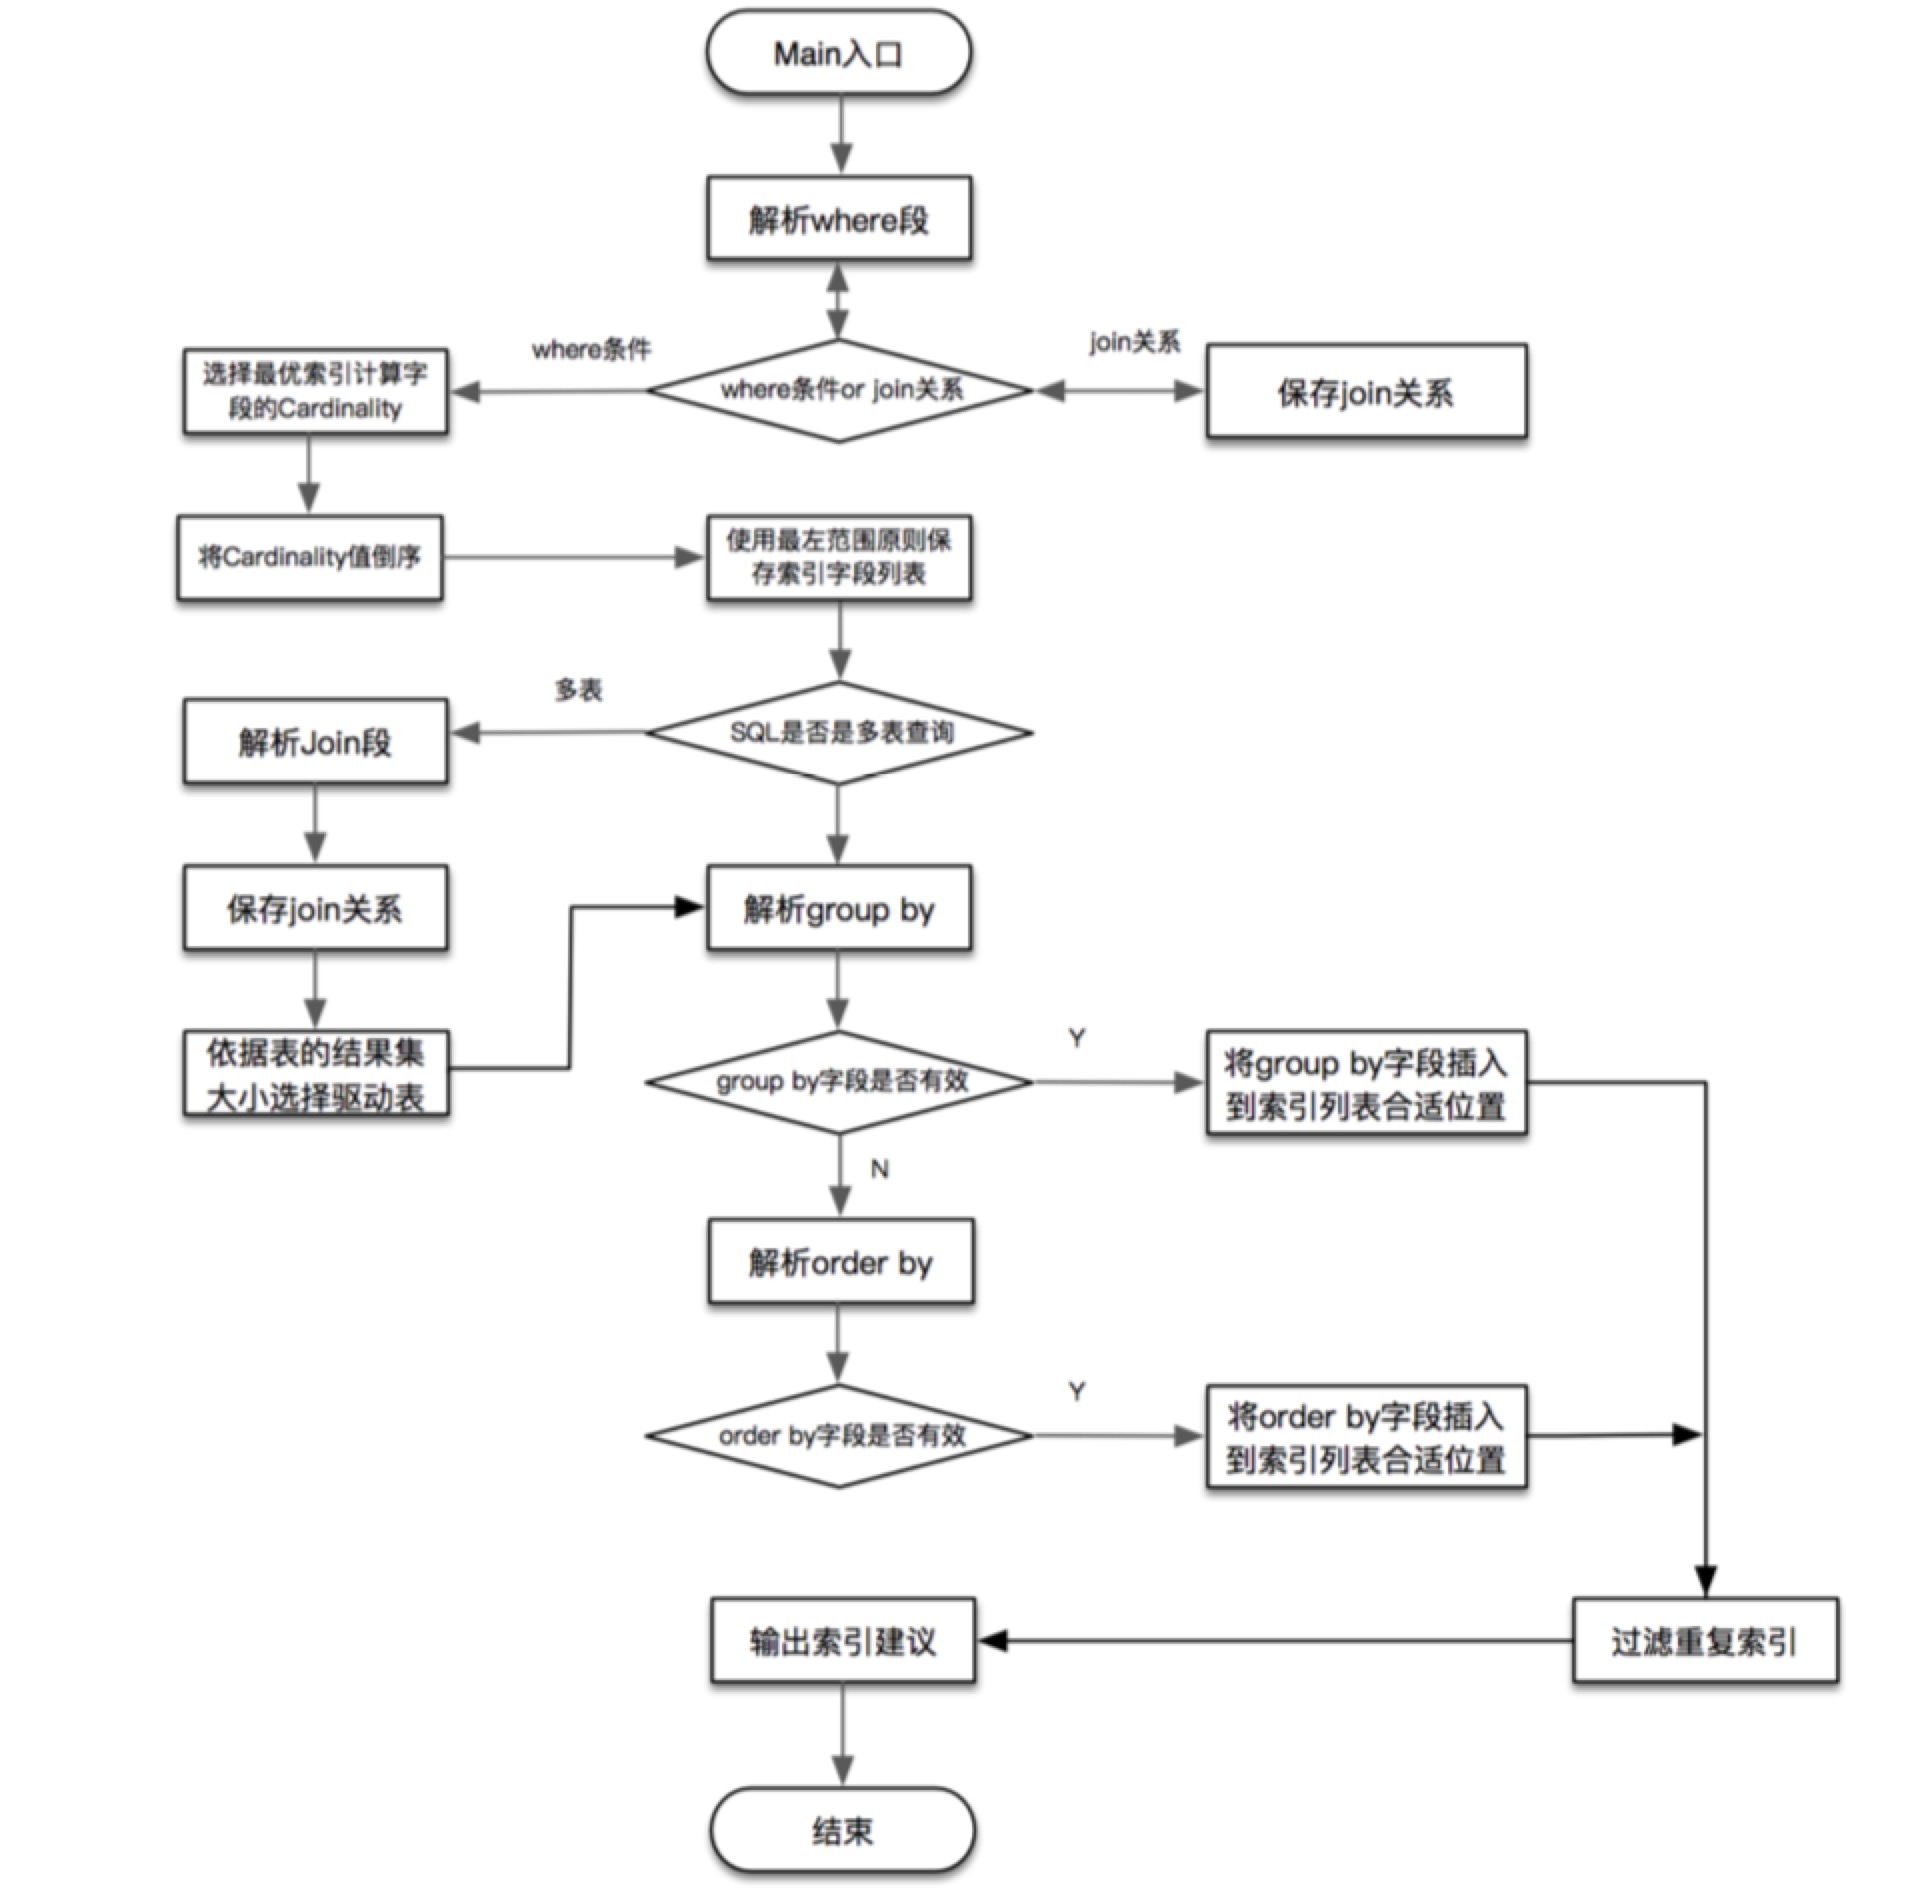 Main入口
解析where段
where条件
join关系
选择最优索引计算字
段的Cardinality
where条件or join关系
保存join关系
将Cardinality值倒序
使用最左范围原则保
存索引字段列表
多表
解析Join段
SQL是否是多表查询
保存join关系
解析group by
依据表的结果集
大小选择驱动表
group by字段是否有效
Y
将group by字段插入
到索引列表合适位置
N
解析order by
order by字段是否有效
Y
将order by字段插入
到索引列表合适位置
输出索引建议
过滤重复索引
结束